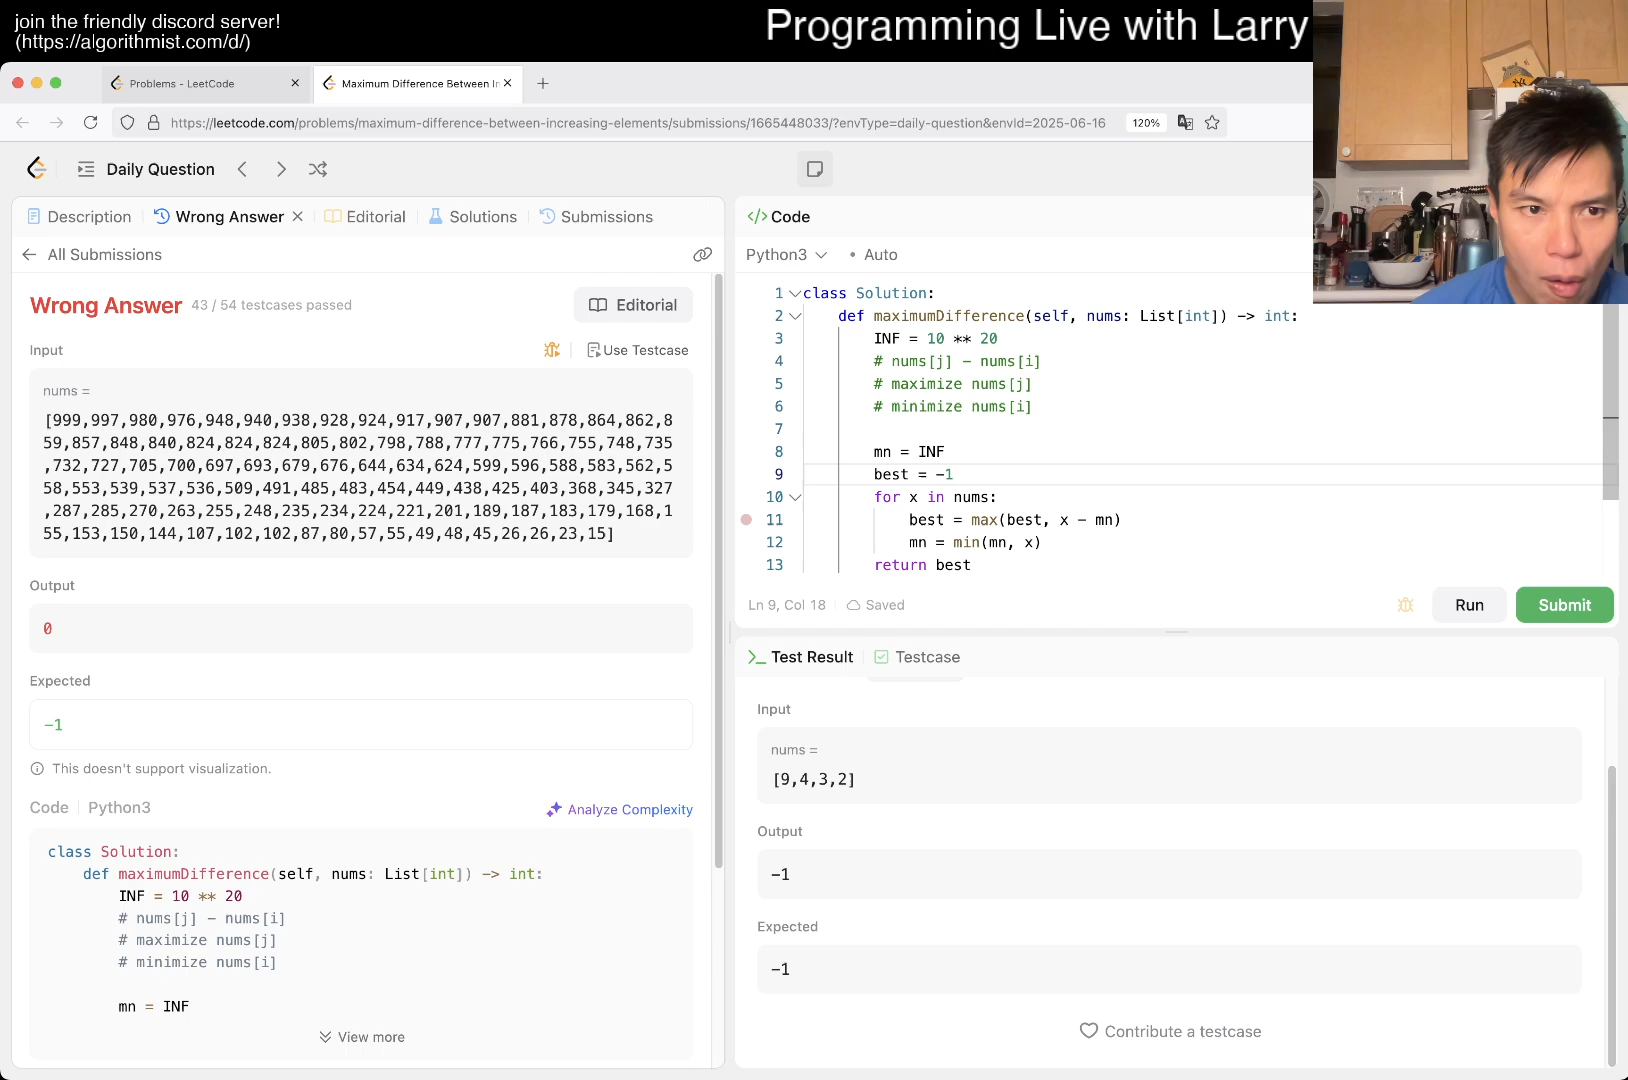 join the friendly discord server!
(https://algorithmist.com/d/)
Programming Live with Larry
Problems - LeetCode
Maximum Difference Between In
https://leetcode.com/problems/maximum-difference-between-increasing-elements/submissions/1665448033/?envType=daily-question&envId=2025-06-16
120%
Daily Question
Description
Wrong Answer
Editorial
Solutions
Submissions
All Submissions
Wrong Answer
43 / 54 testcases passed
Editorial
Input
Use Testcase
nums =
[999,997,980,976,948,940,938,928,924,917,907,907,881,878,864,862,8
59,857,848,840,824,824,824,805,802,798,788,777,775,766,755,748,735
,732,727,705,700,697,693,679,676,644,634,624,599,596,588,583,562,5
58,553,539,537,536,509,491,485,483,454,449,438,425,403,368,345,327
,287,285,270,263,255,248,235,234,224,221,201,189,187,183,179,168,1
55,153,150,144,107,102,102,87,80,57,55,49,48,45,26,26,23,15]
Output
0
Expected
-1
This doesn't support visualization.
Code
Python3
Analyze Complexity
class Solution:
def maximumDifference(self, nums: List[int]) -> int:
INF = 10 ** 20
# nums[j] - nums[i]
# maximize nums[j]
# minimize nums[i]
mn = INF
View more
</> Code
Python3
Auto
1 class Solution:
2 def maximumDifference(self, nums: List[int]) -> int:
3 INF = 10 ** 20
4 # nums[j] - nums[i]
5 # maximize nums[j]
6 # minimize nums[i]
7
8 mn = INF
9 best = -1
10 for x in nums:
11 best = max(best, x - mn)
12 mn = min(mn, x)
13 return best
Ln 9, Col 18
Saved
Run
Submit
Test Result
Testcase
Input
nums =
[9,4,3,2]
Output
-1
Expected
-1
Contribute a testcase